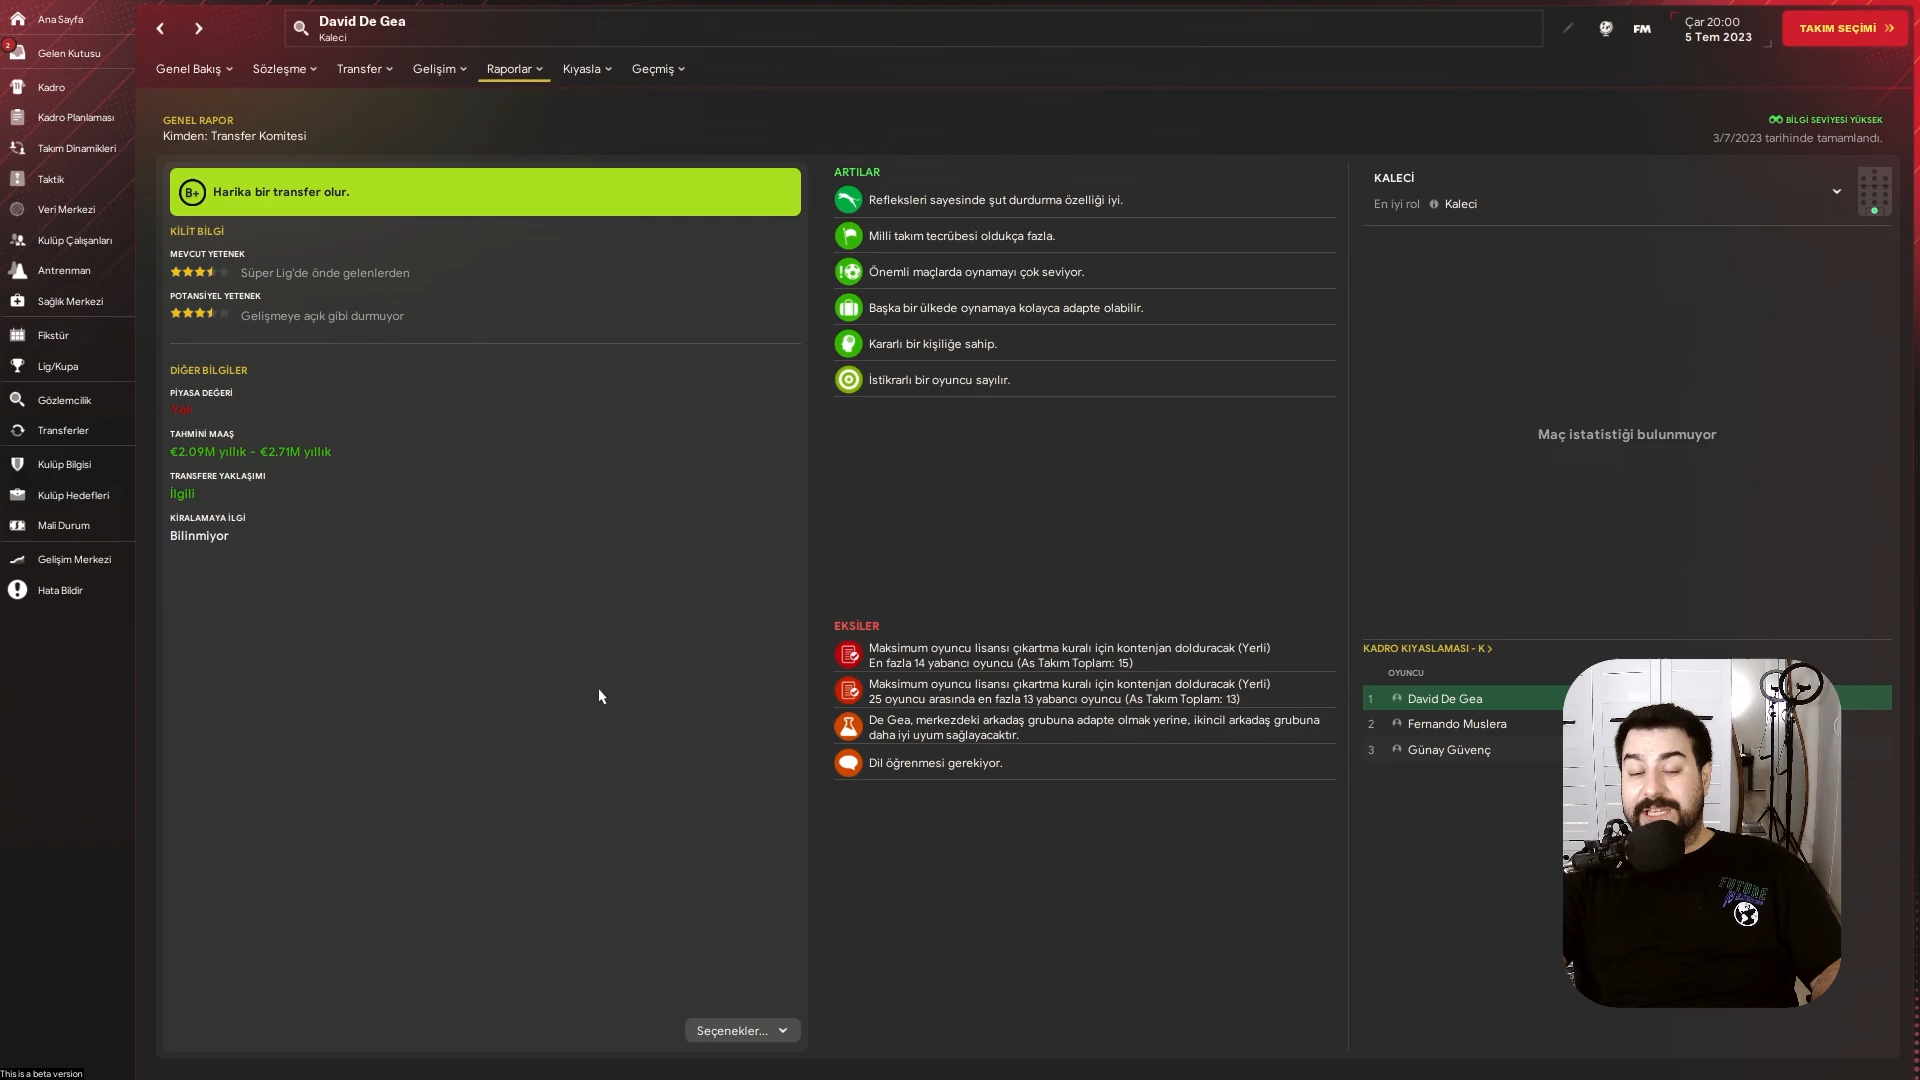 Ana Sayfa
2
Gelen Kutusu
Kadro
Kadro Planlaması
Takım Dinamikleri
Taktik
Veri Merkezi
Kulüp Çalışanları
Antrenman
Sağlık Merkezi
Fikstür
Lig/Kupa
Gözlemcilik
Transferler
Kulüp Bilgisi
Kulüp Hedefleri
Mali Durum
Gelişim Merkezi
Hata Bildir
This is a beta version
David De Gea
Kaleci
FM
Çar 20:00
5 Tem 2023
TAKIM SEÇİMİ
Genel Bakış
Sözleşme
Transfer
Gelişim
Raporlar
Kıyasla
Geçmiş
GENEL RAPOR
Kimden: Transfer Komitesi
BİLGİ SEVİYESİ YÜKSEK
3/7/2023 tarihinde tamamlandı.
B+ Harika bir transfer olur.
KİLİT BİLGİ
MEVCUT YETENEK
Süper Lig'de önde gelenlerden
POTANSİYEL YETENEK
Gelişmeye açık gibi durmuyor
DİĞER BİLGİLER
PİYASA DEĞERİ
Yok
TAHMİNİ MAAŞ
€2.09M yıllık - €2.71M yıllık
TRANSFERE YAKLAŞIMI
İlgili
KİRALAMAYA İLGİ
Bilinmiyor
Seçenekler...
ARTILAR
Refleksleri sayesinde şut durdurma özelliği iyi.
Milli takım tecrübesi oldukça fazla.
Önemli maçlarda oynamayı çok seviyor.
Başka bir ülkede oynamaya kolayca adapte olabilir.
Kararlı bir kişiliğe sahip.
İstikrarlı bir oyuncu sayılır.
EKSİLER
Maksimum oyuncu lisansı çıkartma kuralı için kontenjan dolduracak (Yerli)
En fazla 14 yabancı oyuncu (As Takım Toplam: 15)
Maksimum oyuncu lisansı çıkartma kuralı için kontenjan dolduracak (Yerli)
25 oyuncu arasında en fazla 13 yabancı oyuncu (As Takım Toplam: 13)
De Gea, merkezdeki arkadaş grubuna adapte olmak yerine, ikincil arkadaş grubuna
daha iyi uyum sağlayacaktır.
Dil öğrenmesi gerekiyor.
KALECİ
En iyi rol Kaleci
Maç istatistiği bulunmuyor
KADRO KIYASLAMASI - K
OYUNCU
1 David De Gea
2 Fernando Muslera
3 Günay Güvenç
FUTURE